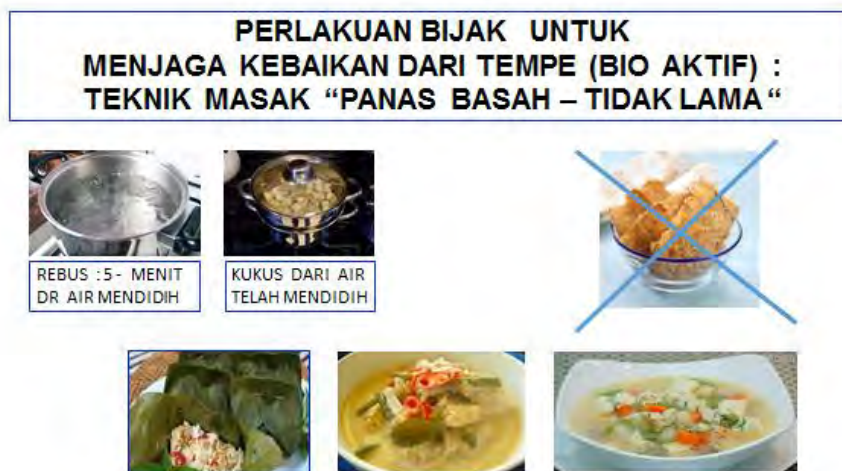 PERLAKUAN BIJAK UNTUK
MENJAGA KEBAIKAN DARI TEMPE (BIO AKTIF) :
TEKNIK MASAK “PANAS BASAH – TIDAK LAMA “
REBUS : 5 - MENIT
DR AIR MENDIDIH
KUKUS DARI AIR
TELAH MENDIDIH